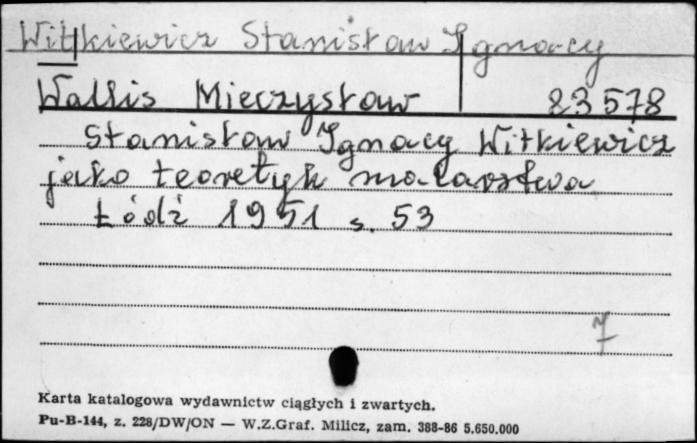 Witkiewicz Stanisław Ignacy
Wallis Mieczysław 83578
Stanisław Ignacy Witkiewicz
jako teoretyk malarstwa
Łódź 1951 s. 53
7
Karta katalogowa wydawnictw ciągłych i zwartych.
Pu-B-144, z. 228/DW/ON — W.Z.Graf. Milicz, zam. 388-86 5.650.000